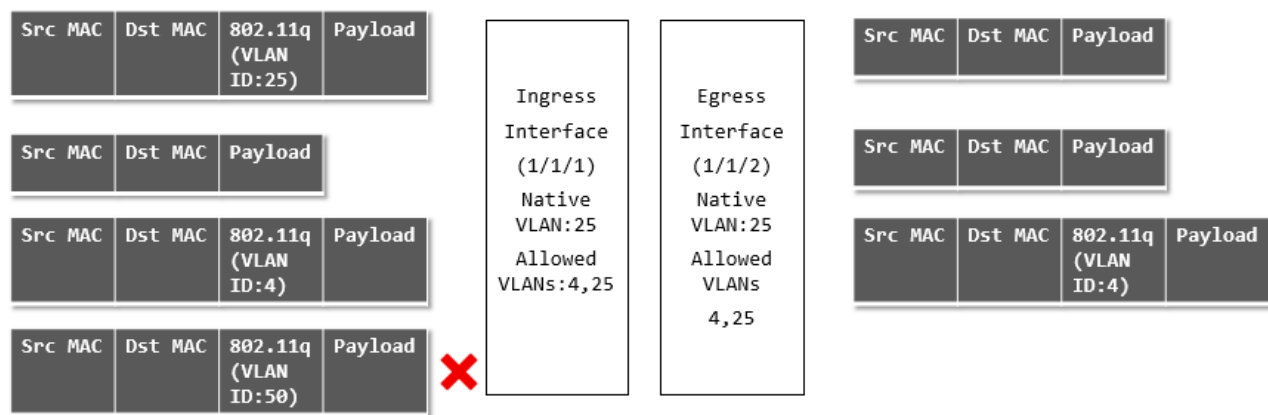 Src MAC Dst MAC 802.11q Payload
(VLAN
ID:25)
Src MAC Dst MAC Payload
Src MAC Dst MAC 802.11q Payload
(VLAN
ID:4)
Src MAC Dst MAC 802.11q Payload
(VLAN
ID:50)
Ingress
Interface
(1/1/1)
Native
VLAN:25
Allowed
VLANs:4,25
Egress
Interface
(1/1/2)
Native
VLAN:25
Allowed
VLANs
4,25
Src MAC Dst MAC Payload
Src MAC Dst MAC Payload
Src MAC Dst MAC 802.11q Payload
(VLAN
ID:4)